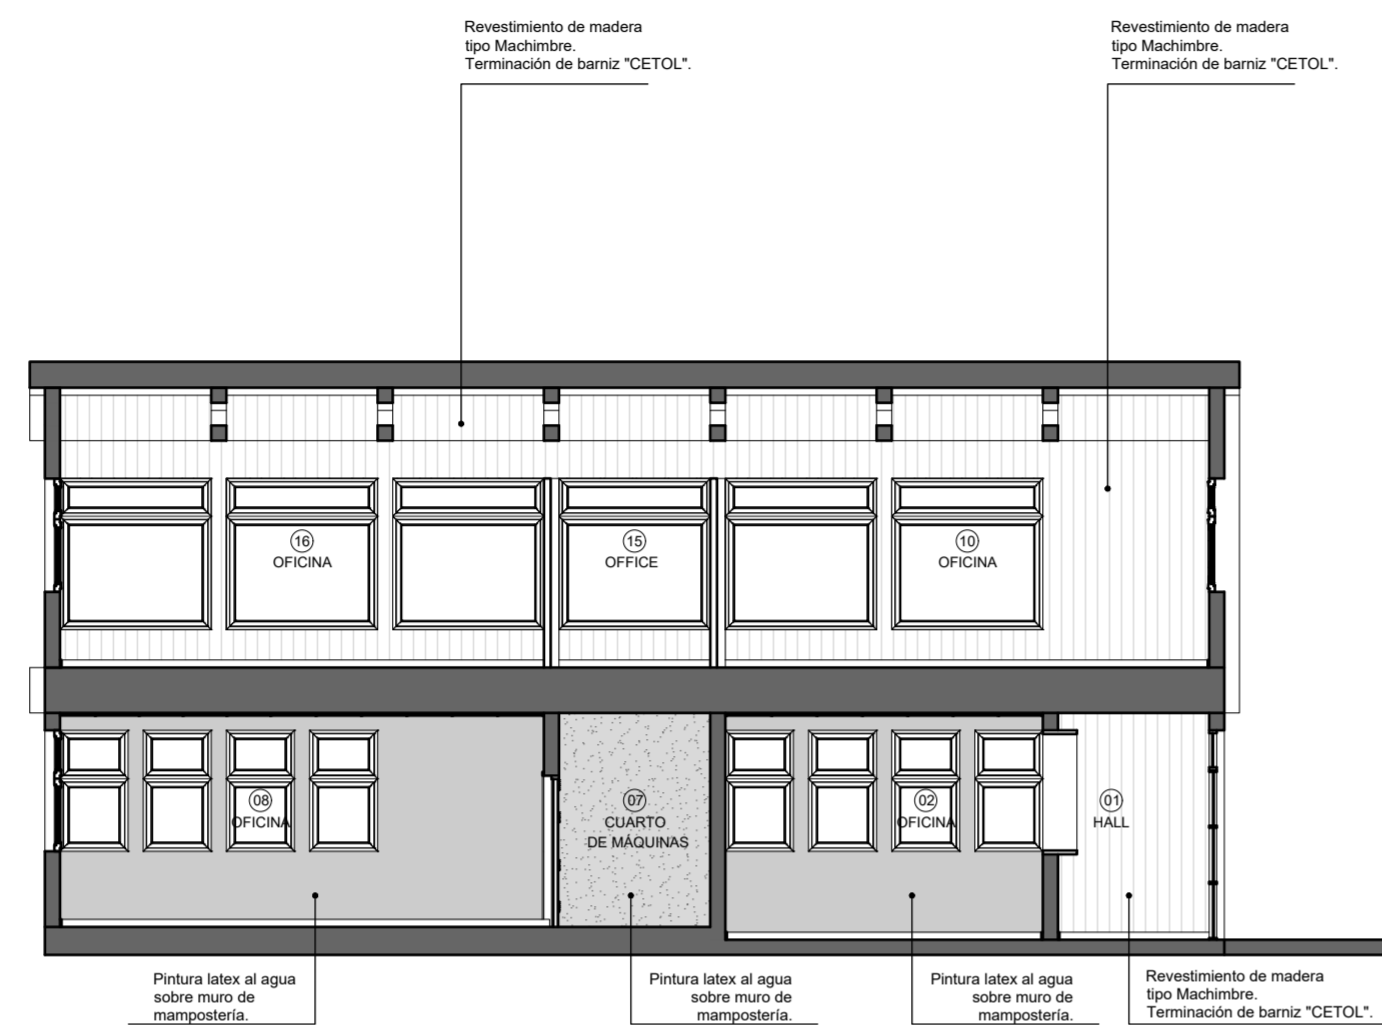 Revestimiento de madera
tipo Machimbre.
Terminación de barniz "CETOL".
Revestimiento de madera
tipo Machimbre.
Terminación de barniz "CETOL".
16
OFICINA
15
OFFICE
10
OFICINA
08
OFICINA
07
CUARTO
DE MÁQUINAS
02
OFICINA
01
HALL
Pintura latex al agua
sobre muro de
mampostería.
Pintura latex al agua
sobre muro de
mampostería.
Pintura latex al agua
sobre muro de
mampostería.
Revestimiento de madera
tipo Machimbre.
Terminación de barniz "CETOL".